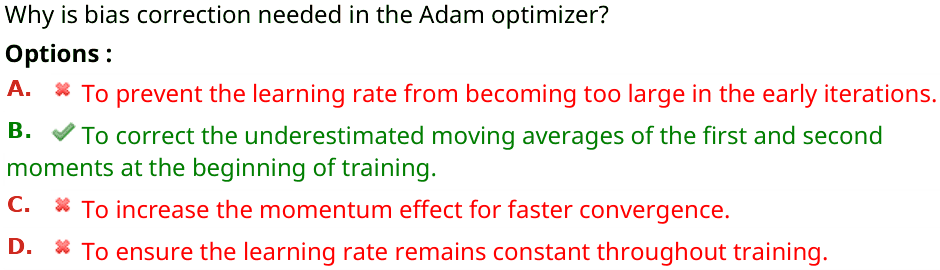 Why is bias correction needed in the Adam optimizer?
Options :
A. To prevent the learning rate from becoming too large in the early iterations.
B. To correct the underestimated moving averages of the first and second
moments at the beginning of training.
C. To increase the momentum effect for faster convergence.
D. To ensure the learning rate remains constant throughout training.